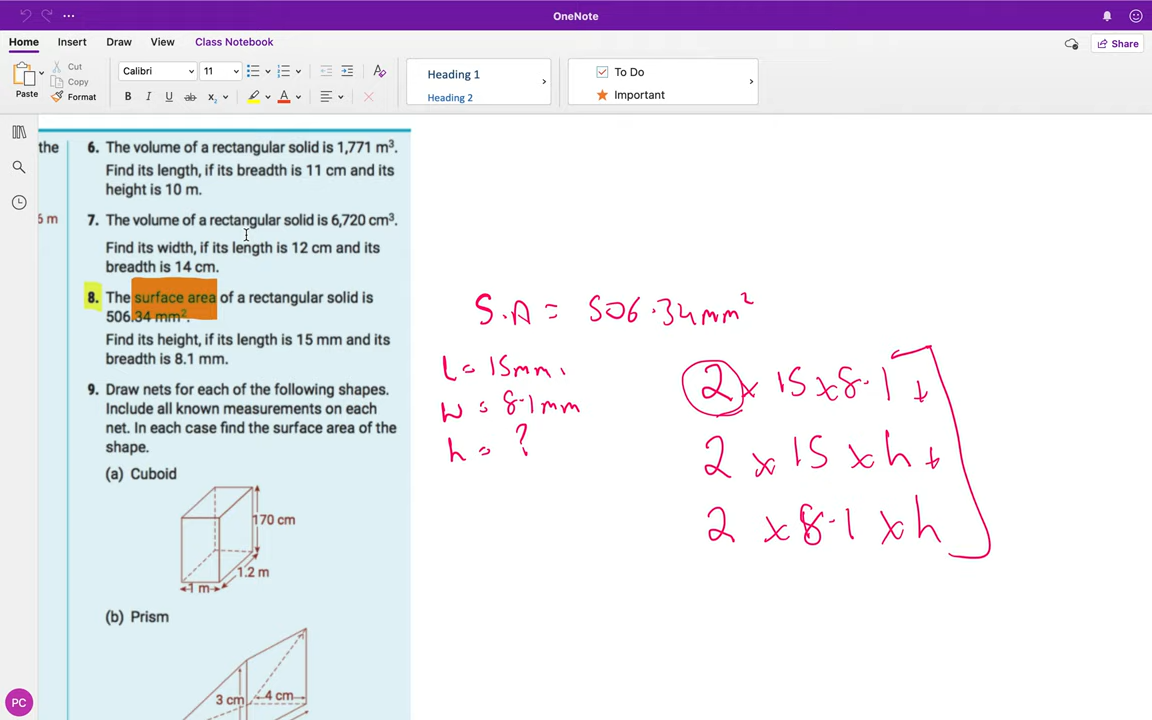 OneNote
Home Insert Draw View Class Notebook
Share
Paste
Cut
Copy
Format
Calibri 11
B I U ab x₂ A
Heading 1
Heading 2
To Do
Important
the
6 m
6. The volume of a rectangular solid is 1,771 m³.
Find its length, if its breadth is 11 cm and its
height is 10 m.
7. The volume of a rectangular solid is 6,720 cm³.
Find its width, if its length is 12 cm and its
breadth is 14 cm.
8. The surface area of a rectangular solid is
506.34 mm².
Find its height, if its length is 15 mm and its
breadth is 8.1 mm.
9. Draw nets for each of the following shapes.
Include all known measurements on each
net. In each case find the surface area of the
shape.
(a) Cuboid
170 cm
1.2 m
1 m
(b) Prism
3 cm
4 cm
S.A = 506.34mm²
l = 15mm
w = 8.1mm
h = ?
2 x 15 x 8.1 +
2 x 15 x h +
2 x 8.1 x h
PC